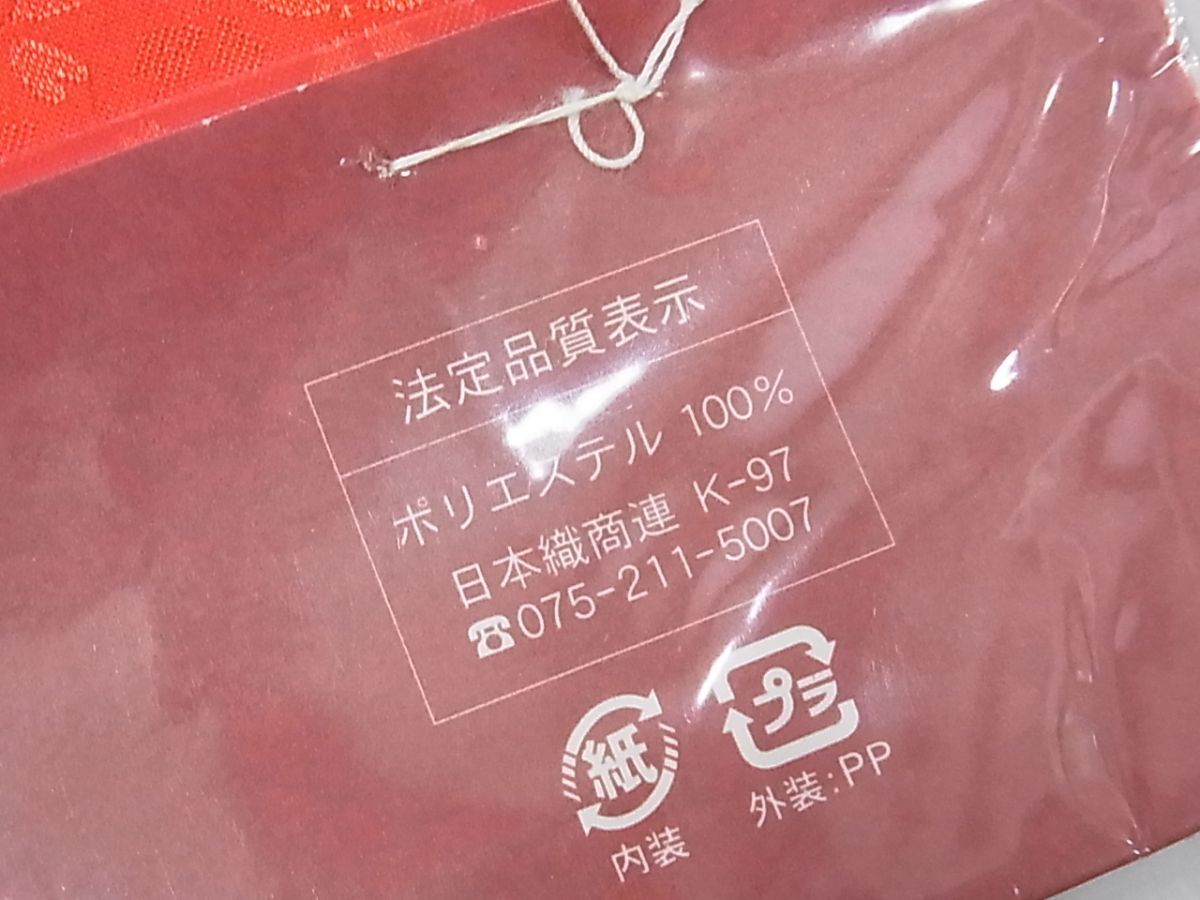 法定品質表示
ポリエステル 100%
日本織商連 K-97
☎075-211-5007
紙
内装
プラ
外装:PP